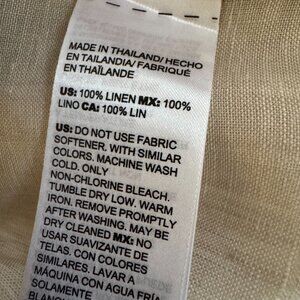 MADE IN THAILAND/ HECHO
EN TAILANDIA/ FABRIQUÉ
EN THAÏLANDE
US: 100% LINEN MX: 100%
LINO CA: 100% LIN
US: DO NOT USE FABRIC
SOFTENER. WITH SIMILAR
COLORS. MACHINE WASH
COLD. ONLY
NON-CHLORINE BLEACH.
TUMBLE DRY LOW. WARM
IRON. REMOVE PROMPTLY
AFTER WASHING. MAY BE
DRY CLEANED MX: NO
USAR SUAVIZANTE DE
TELAS. CON COLORES
SIMILARES. LAVAR A
MÁQUINA CON AGUA FRÍA
SOLAMENTE